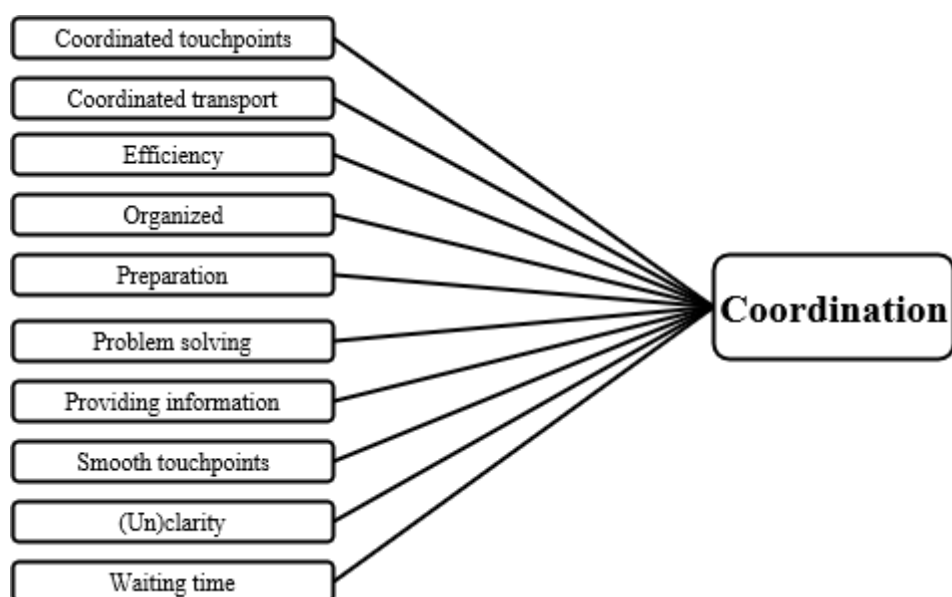 Coordinated touchpoints
Coordinated transport
Efficiency
Organized
Preparation
Problem solving
Providing information
Smooth touchpoints
(Un)clarity
Waiting time
Coordination